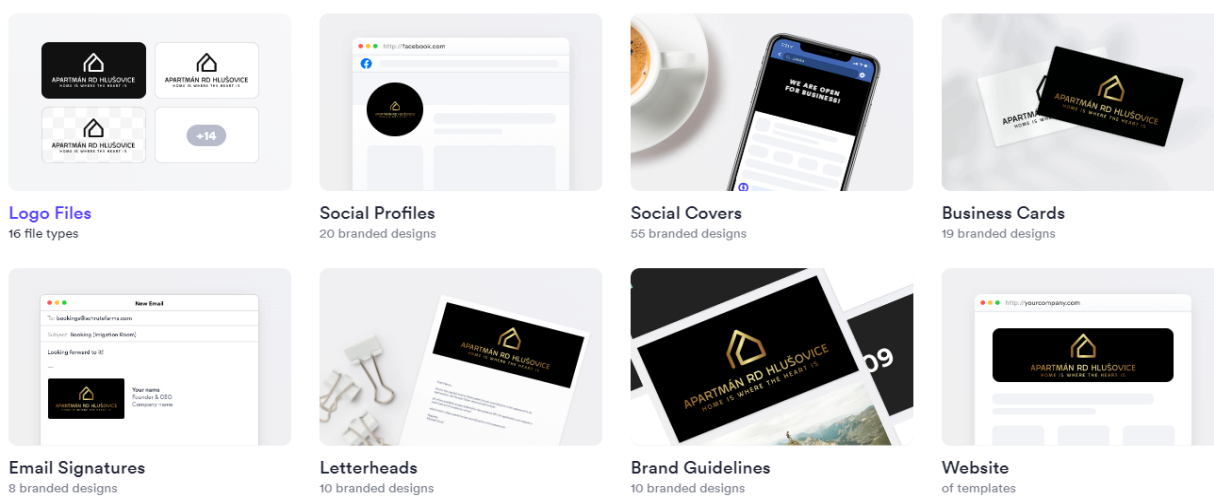 APARTMÁN RD HLUŠOVICE
HOME IS WHERE THE HEART IS
APARTMÁN RD HLUŠOVICE
HOME IS WHERE THE HEART IS
APARTMÁN RD HLUŠOVICE
HOME IS WHERE THE HEART IS
+14
Logo Files
16 file types
http://facebook.com
Social Profiles
20 branded designs
WE ARE OPEN
FOR BUSINESS!
Social Covers
55 branded designs
APARTMÁN RD HLUŠOVICE
HOME IS WHERE THE HEART IS
Business Cards
19 branded designs
New Email
To: bookings@schrutefarms.com
Subject: Booking (Irrigation Room)
Looking forward to it!
Your name
Founder & CEO
Company name
Email Signatures
8 branded designs
APARTMÁN RD HLUŠOVICE
HOME IS WHERE THE HEART IS
Letterheads
10 branded designs
APARTMÁN RD HLUŠOVICE
HOME IS WHERE THE HEART IS
09
Brand Guidelines
10 branded designs
http://yourcompany.com
APARTMÁN RD HLUŠOVICE
HOME IS WHERE THE HEART IS
Website
of templates